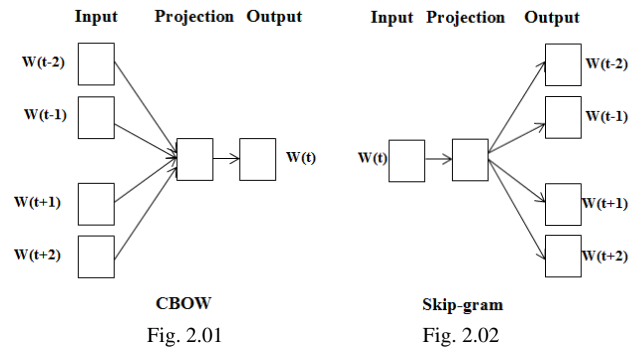 Input Projection Output
W(t-2)
W(t-1)
W(t+1)
W(t+2)
W(t)
CBOW
Fig. 2.01
Input Projection Output
W(t)
W(t-2)
W(t-1)
W(t+1)
W(t+2)
Skip-gram
Fig. 2.02